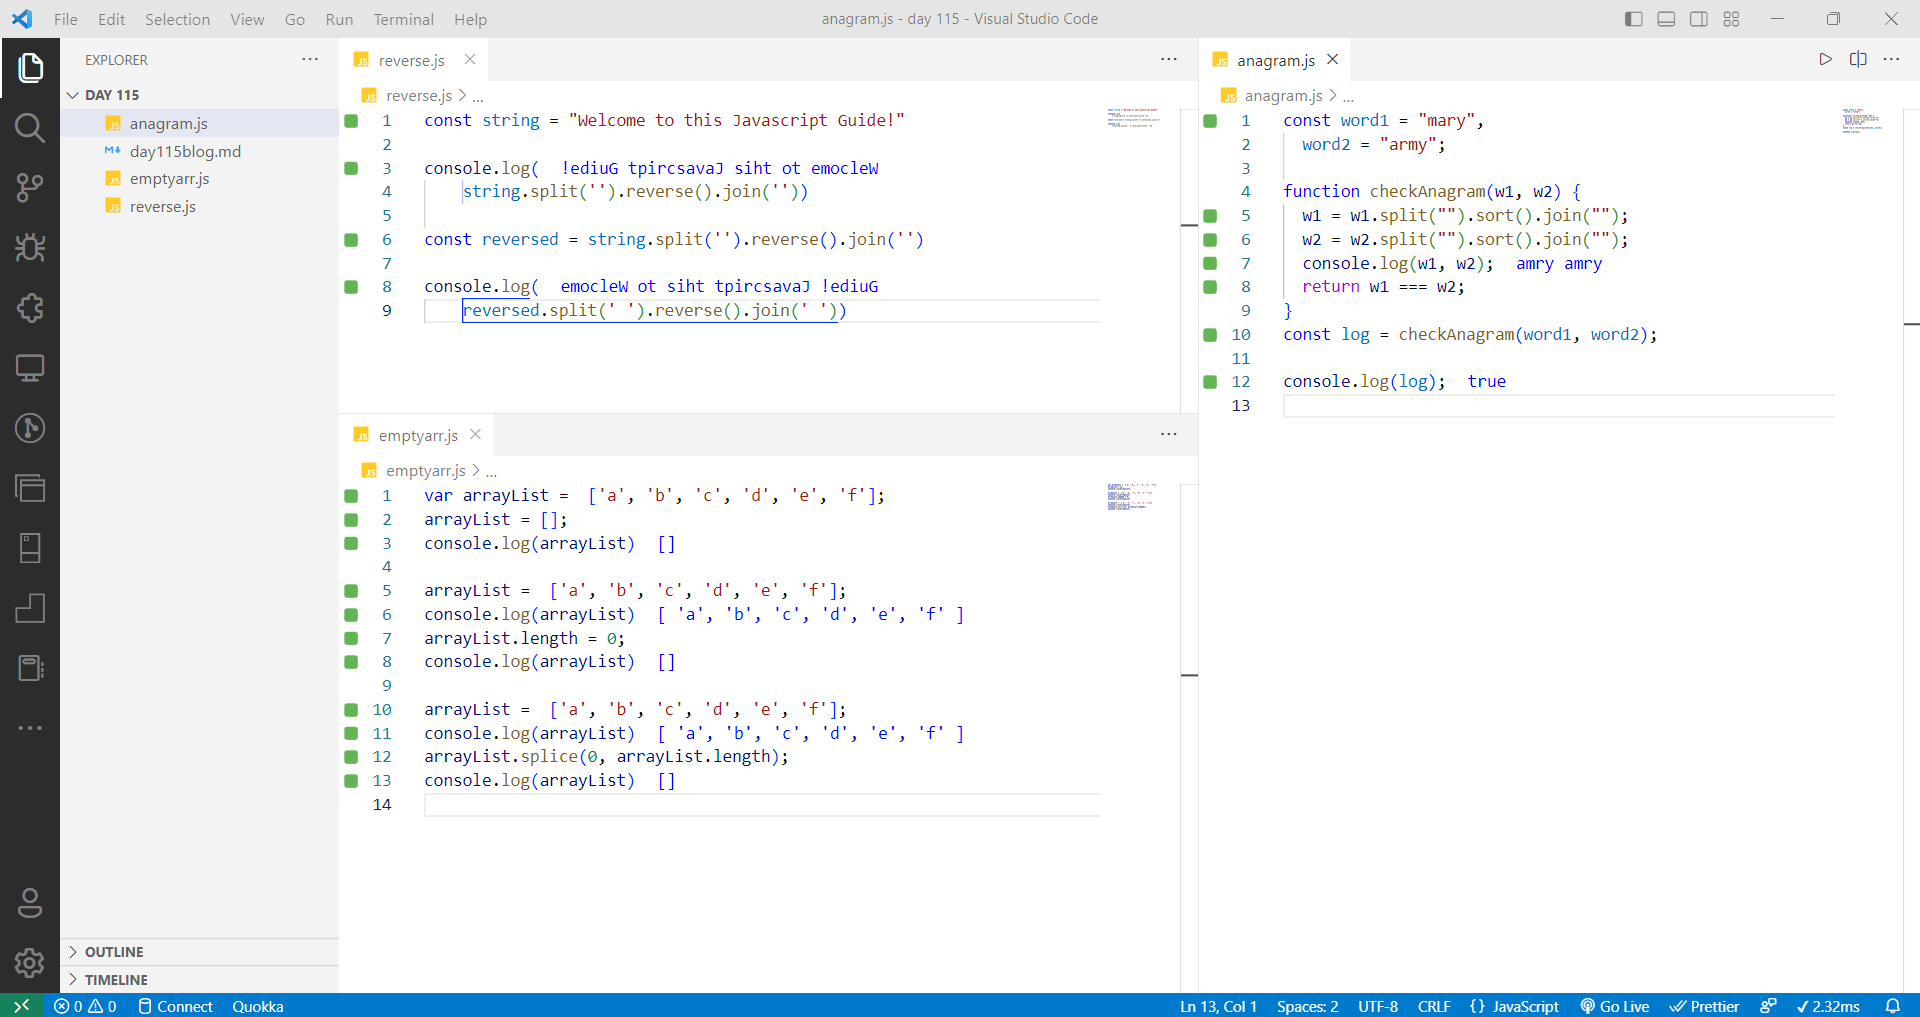 File Edit Selection View Go Run Terminal Help
anagram.js - day 115 - Visual Studio Code
EXPLORER
DAY 115
JS anagram.js
M↓ day115blog.md
JS emptyarr.js
JS reverse.js
OUTLINE
TIMELINE
JS reverse.js
JS reverse.js > ...
1 const string = "Welcome to this Javascript Guide!"
2
3 console.log( !ediuG tpircsavaJ siht ot emocleW
4 string.split('').reverse().join(''))
5
6 const reversed = string.split('').reverse().join('')
7
8 console.log( emocleW ot siht tpircsavaJ !ediuG
9 reversed.split(' ').reverse().join(' '))
JS emptyarr.js
JS emptyarr.js > ...
1 var arrayList = ['a', 'b', 'c', 'd', 'e', 'f'];
2 arrayList = [];
3 console.log(arrayList) []
4
5 arrayList = ['a', 'b', 'c', 'd', 'e', 'f'];
6 console.log(arrayList) [ 'a', 'b', 'c', 'd', 'e', 'f' ]
7 arrayList.length = 0;
8 console.log(arrayList) []
9
10 arrayList = ['a', 'b', 'c', 'd', 'e', 'f'];
11 console.log(arrayList) [ 'a', 'b', 'c', 'd', 'e', 'f' ]
12 arrayList.splice(0, arrayList.length);
13 console.log(arrayList) []
14
JS anagram.js
JS anagram.js > ...
1 const word1 = "mary",
2 word2 = "army";
3
4 function checkAnagram(w1, w2) {
5 w1 = w1.split("").sort().join("");
6 w2 = w2.split("").sort().join("");
7 console.log(w1, w2); amry amry
8 return w1 === w2;
9 }
10 const log = checkAnagram(word1, word2);
11
12 console.log(log); true
13
0 0 Connect Quokka
Ln 13, Col 1 Spaces: 2 UTF-8 CRLF {} JavaScript Go Live Prettier ✓ 2.32ms